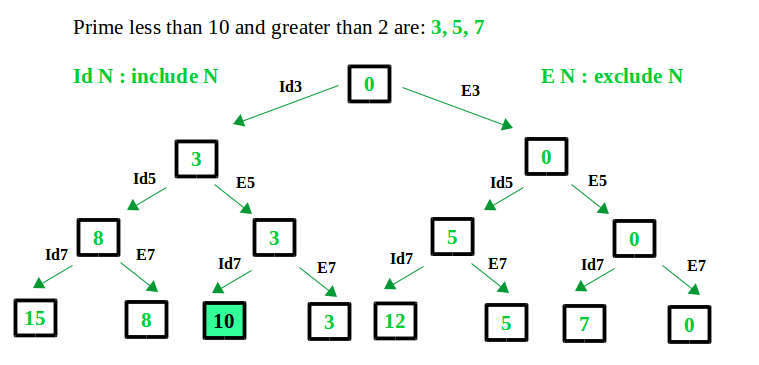 Prime less than 10 and greater than 2 are: 3, 5, 7
Id N : include N
E N : exclude N
Id3
0
E3
3
0
Id5
E5
Id5
E5
8
3
5
0
Id7
E7
Id7
E7
Id7
E7
Id7
E7
15
8
10
3
12
5
7
0